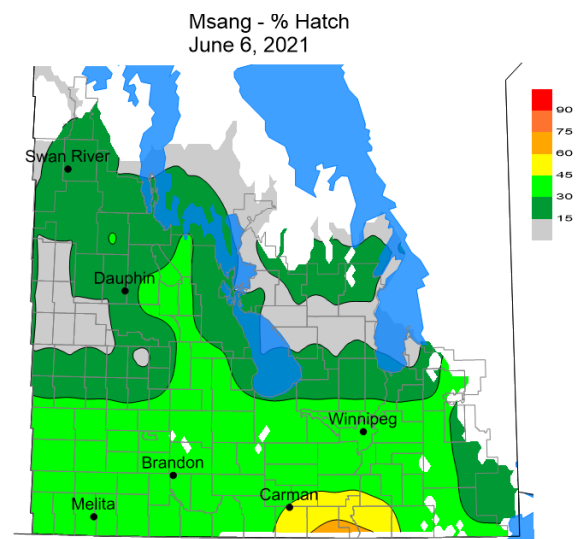 Msang - % Hatch
June 6, 2021
90
75
60
45
30
15
Swan River
Dauphin
Winnipeg
Brandon
Carman
Melita